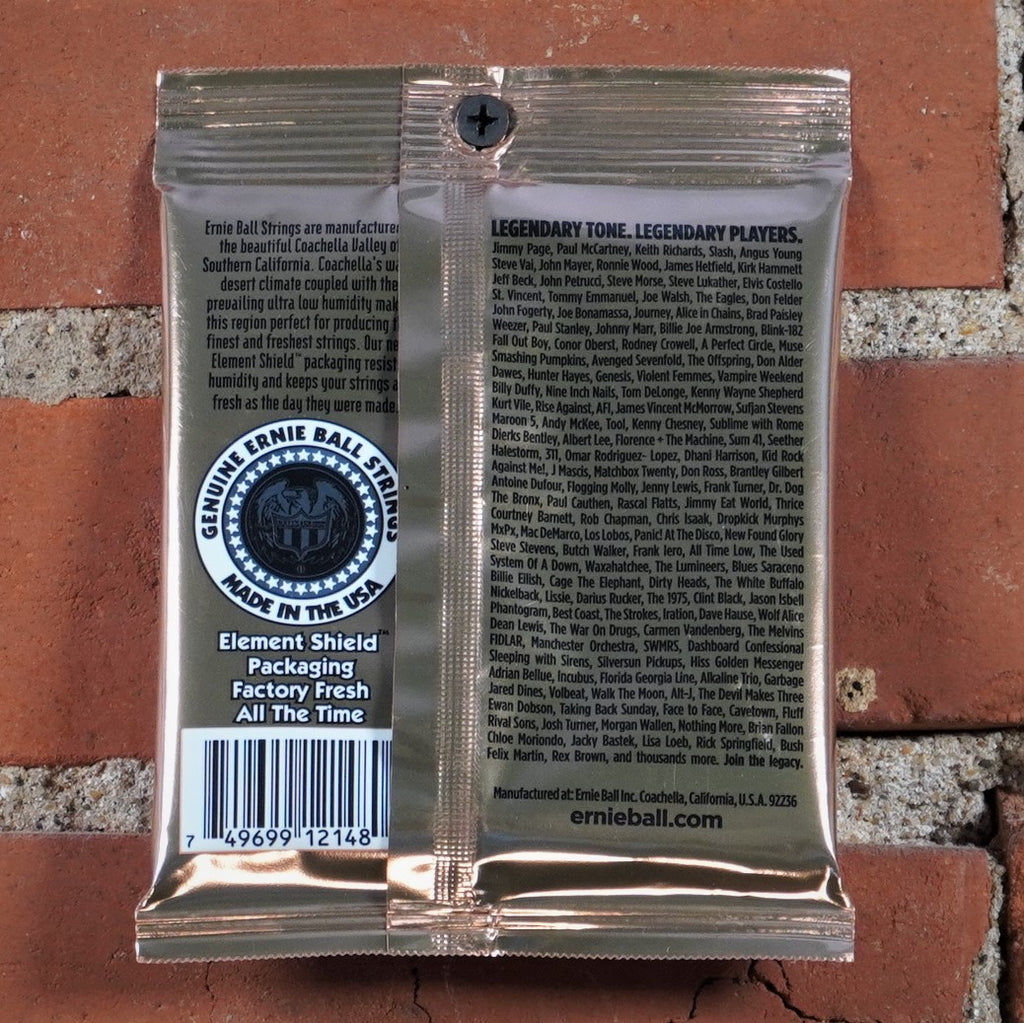 Ernie Ball Strings are manufacture
the beautiful Coachella Valley of
Southern California. Coachella's wa
desert climate coupled with the
prevailing ultra low humidity mak
this region perfect for producing
finest and freshest strings. Our ne
Element Shield™ packaging resist
humidity and keeps your strings a
fresh as the day they were made
GENUINE ERNIE BALL STRINGS
MADE IN THE USA
Element Shield™
Packaging
Factory Fresh
All The Time
7 49699 12148
LEGENDARY TONE. LEGENDARY PLAYERS.
Jimmy Page, Paul McCartney, Keith Richards, Slash, Angus Young
Steve Vai, John Mayer, Ronnie Wood, James Hetfield, Kirk Hammett
Jeff Beck, John Petrucci, Steve Morse, Steve Lukather, Elvis Costello
St. Vincent, Tommy Emmanuel, Joe Walsh, The Eagles, Don Felder
John Fogerty, Joe Bonamassa, Journey, Alice in Chains, Brad Paisley
Weezer, Paul Stanley, Johnny Marr, Billie Joe Armstrong, Blink-182
Fall Out Boy, Conor Oberst, Rodney Crowell, A Perfect Circle, Muse
Smashing Pumpkins, Avenged Sevenfold, The Offspring, Don Alder
Dawes, Hunter Hayes, Genesis, Violent Femmes, Vampire Weekend
Billy Duffy, Nine Inch Nails, Tom DeLonge, Kenny Wayne Shepherd
Kurt Vile, Rise Against, AFI, James Vincent McMorrow, Sufjan Stevens
Maroon 5, Andy McKee, Tool, Kenny Chesney, Sublime with Rome
Dierks Bentley, Albert Lee, Florence + The Machine, Sum 41, Seether
Halestorm, 311, Omar Rodriguez- Lopez, Dhani Harrison, Kid Rock
Against Me!, J Mascis, Matchbox Twenty, Don Ross, Brantley Gilbert
Antoine Dufour, Flogging Molly, Jenny Lewis, Frank Turner, Dr. Dog
The Bronx, Paul Cauthen, Rascal Flatts, Jimmy Eat World, Thrice
Courtney Barnett, Rob Chapman, Chris Isaak, Dropkick Murphys
MxPx, Mac DeMarco, Los Lobos, Panic! At The Disco, New Found Glory
Steve Stevens, Butch Walker, Frank Iero, All Time Low, The Used
System Of A Down, Waxahatchee, The Lumineers, Blues Saraceno
Billie Eilish, Cage The Elephant, Dirty Heads, The White Buffalo
Nickelback, Lissie, Darius Rucker, The 1975, Clint Black, Jason Isbell
Phantogram, Best Coast, The Strokes, Iration, Dave Hause, Wolf Alice
Dean Lewis, The War On Drugs, Carmen Vandenberg, The Melvins
FIDLAR, Manchester Orchestra, SWMRS, Dashboard Confessional
Sleeping with Sirens, Silversun Pickups, Hiss Golden Messenger
Adrian Bellue, Incubus, Florida Georgia Line, Alkaline Trio, Garbage
Jared Dines, Volbeat, Walk The Moon, Alt-J, The Devil Makes Three
Ewan Dobson, Taking Back Sunday, Face to Face, Cavetown, Fluff
Rival Sons, Josh Turner, Morgan Wallen, Nothing More, Brian Fallon
Chloe Moriondo, Jacky Bastek, Lisa Loeb, Rick Springfield, Bush
Felix Martin, Rex Brown, and thousands more. Join the legacy.
Manufactured at: Ernie Ball Inc. Coachella, California, U.S.A. 92236
ernieball.com